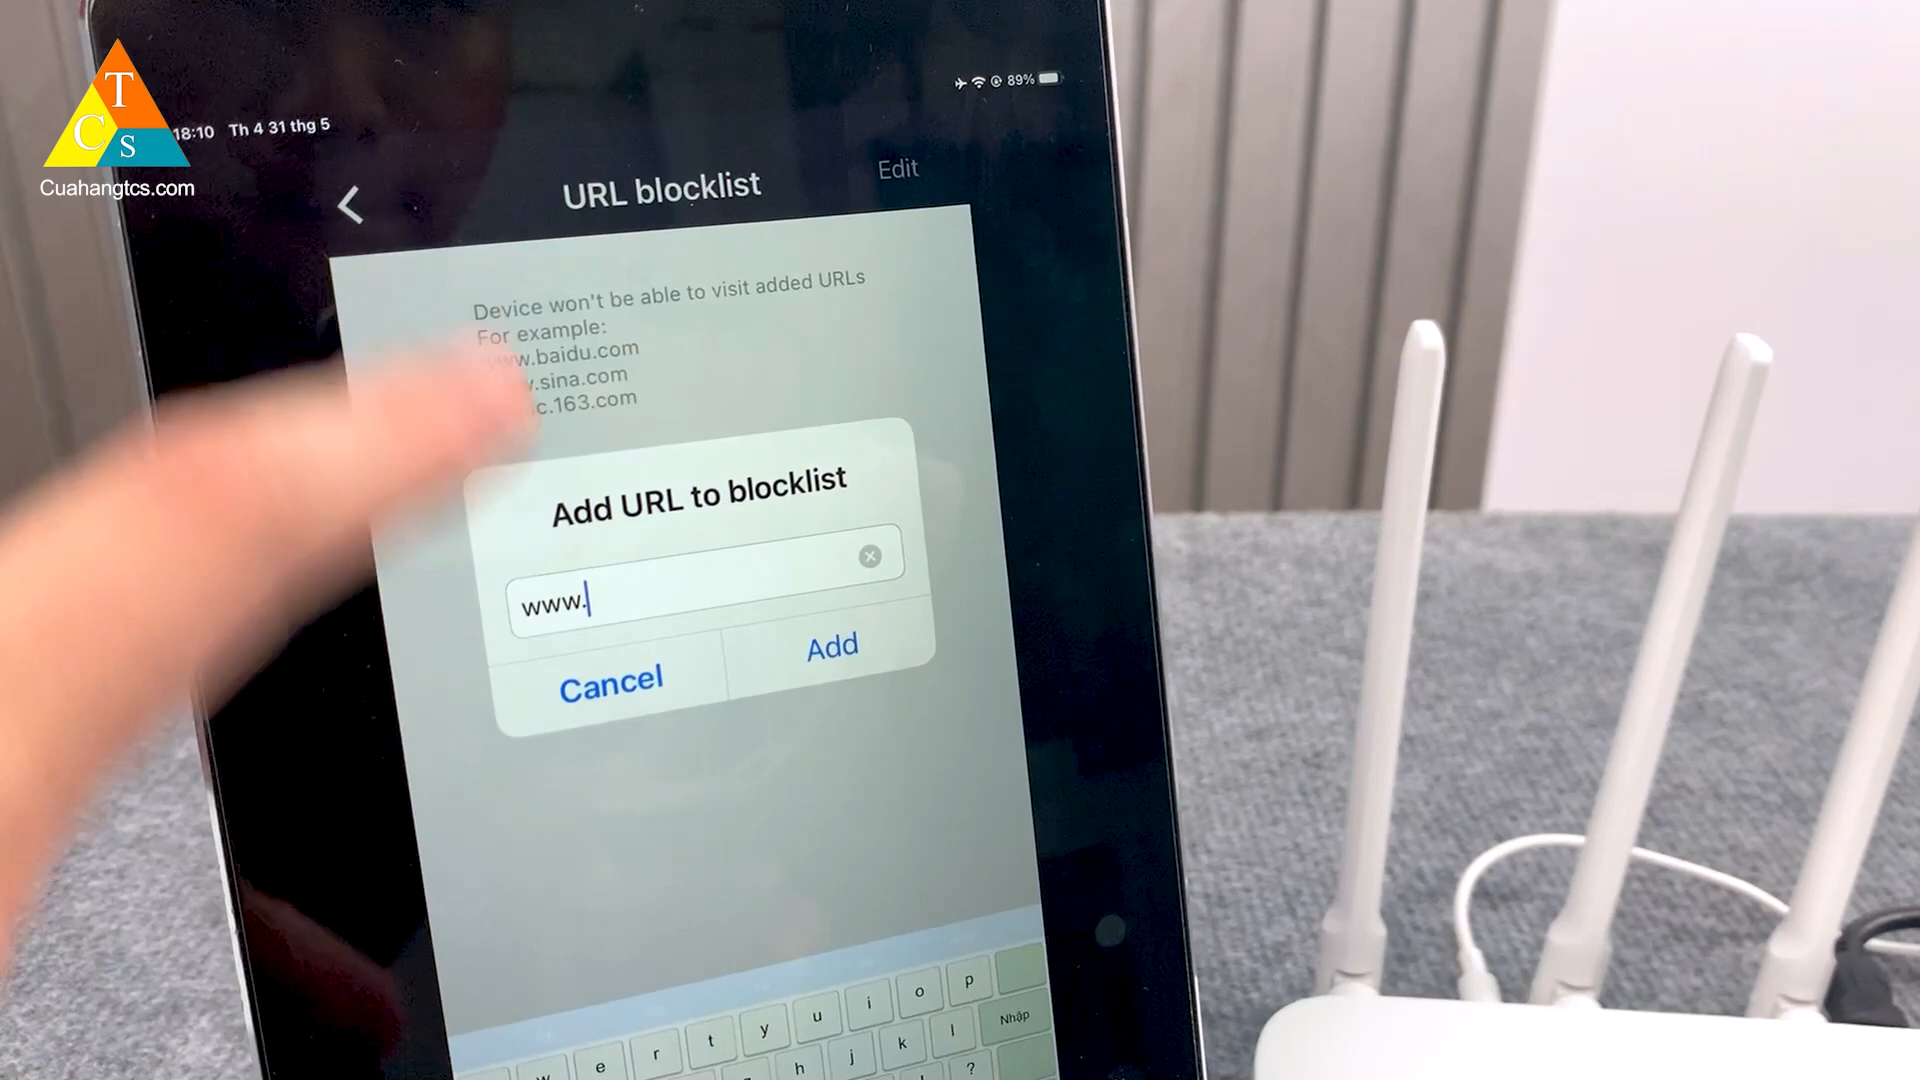 T
C
S
Cuahangtcs.com
18:10 Th 4 31 thg 5
89%
URL blocklist
Edit
Device won't be able to visit added URLs
For example:
.baidu.com
.sina.com
c.163.com
Add URL to blocklist
www.
Cancel
Add
w e r t y u i o p
h j k l Nhập
?